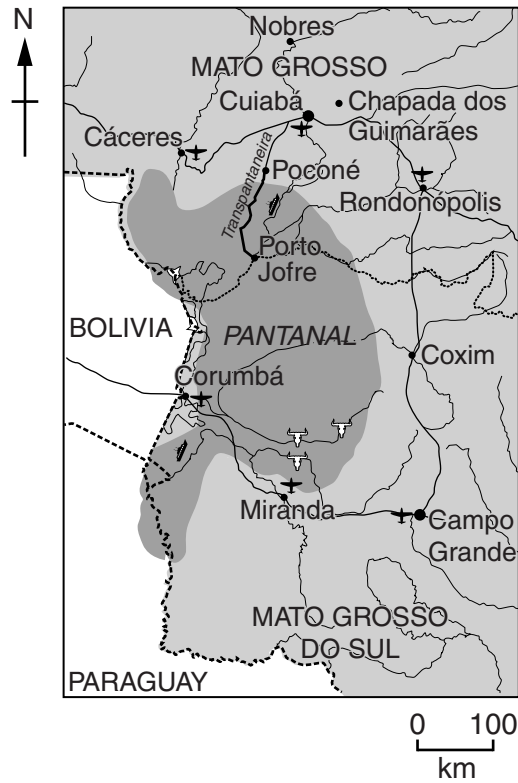 N
Nobres
MATO GROSSO
Cuiabá
Chapada dos
Guimarães
Cáceres
Poconé
Transpantaneira
Rondonópolis
Porto
Jofre
BOLIVIA
PANTANAL
Coxim
Corumbá
Miranda
Campo
Grande
MATO GROSSO
DO SUL
PARAGUAY
0 100
km